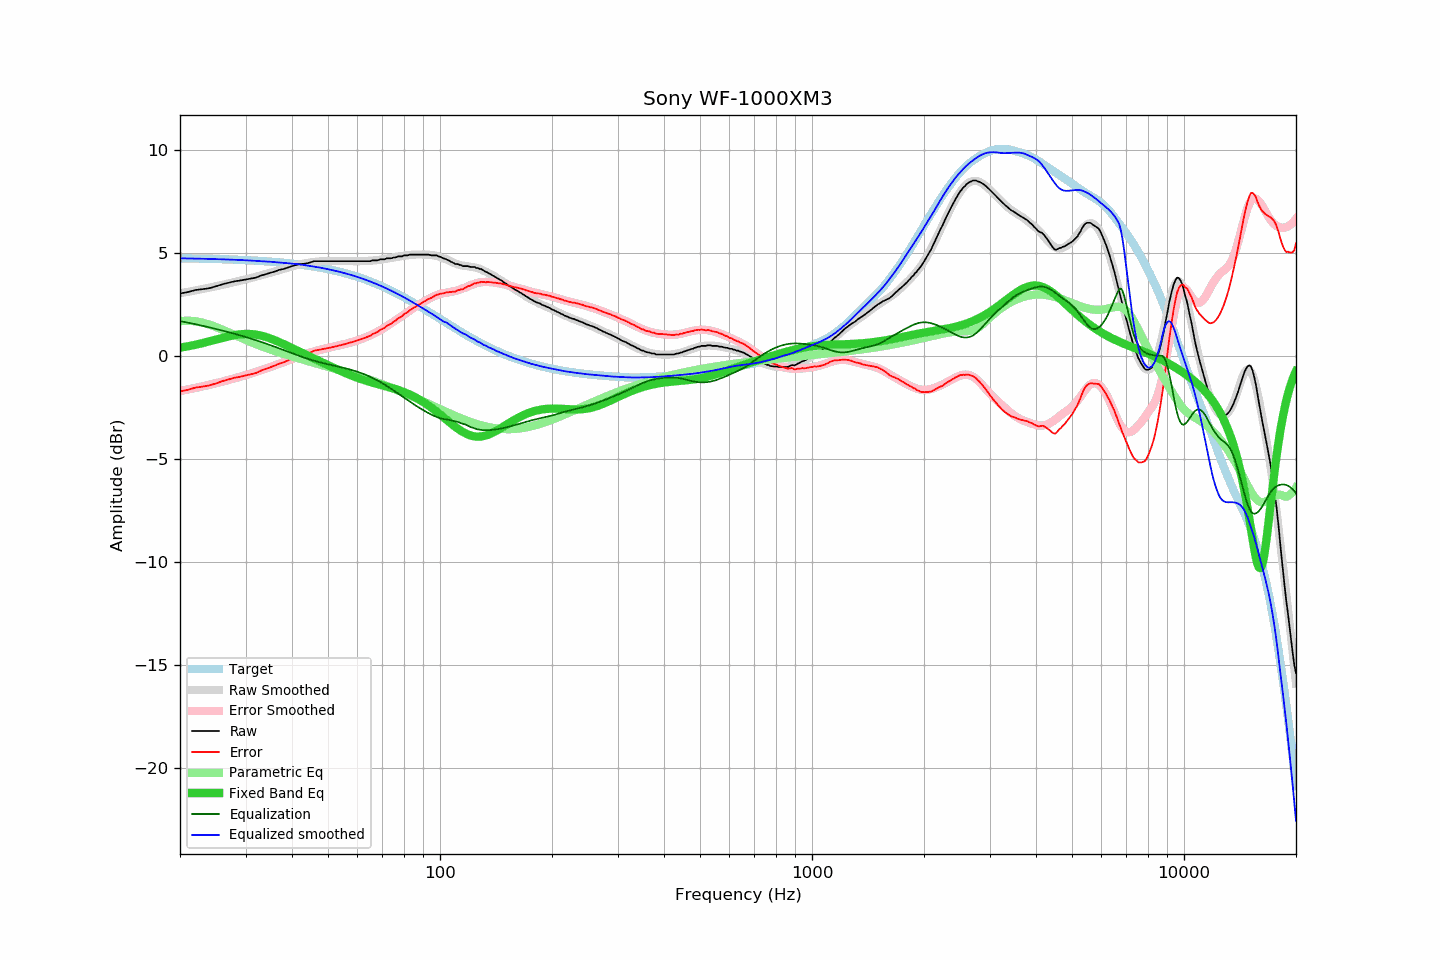 Sony WF-1000XM3
10
5
0
−5
−10
−15
−20
Amplitude (dBr)
Target
Raw Smoothed
Error Smoothed
Raw
Error
Parametric Eq
Fixed Band Eq
Equalization
Equalized smoothed
100 1000 10000
Frequency (Hz)